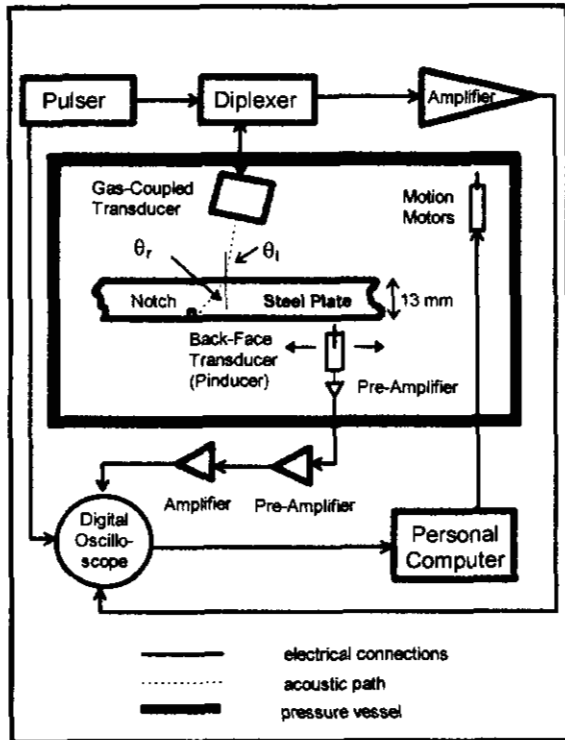 Pulser
Diplexer
Amplifier
Gas-Coupled
Transducer
Motion
Motors
θr
θi
Notch
Steel Plate
13 mm
Back-Face
Transducer
(Pinducer)
Pre-Amplifier
Amplifier
Pre-Amplifier
Digital
Oscillo-
scope
Personal
Computer
electrical connections
acoustic path
pressure vessel